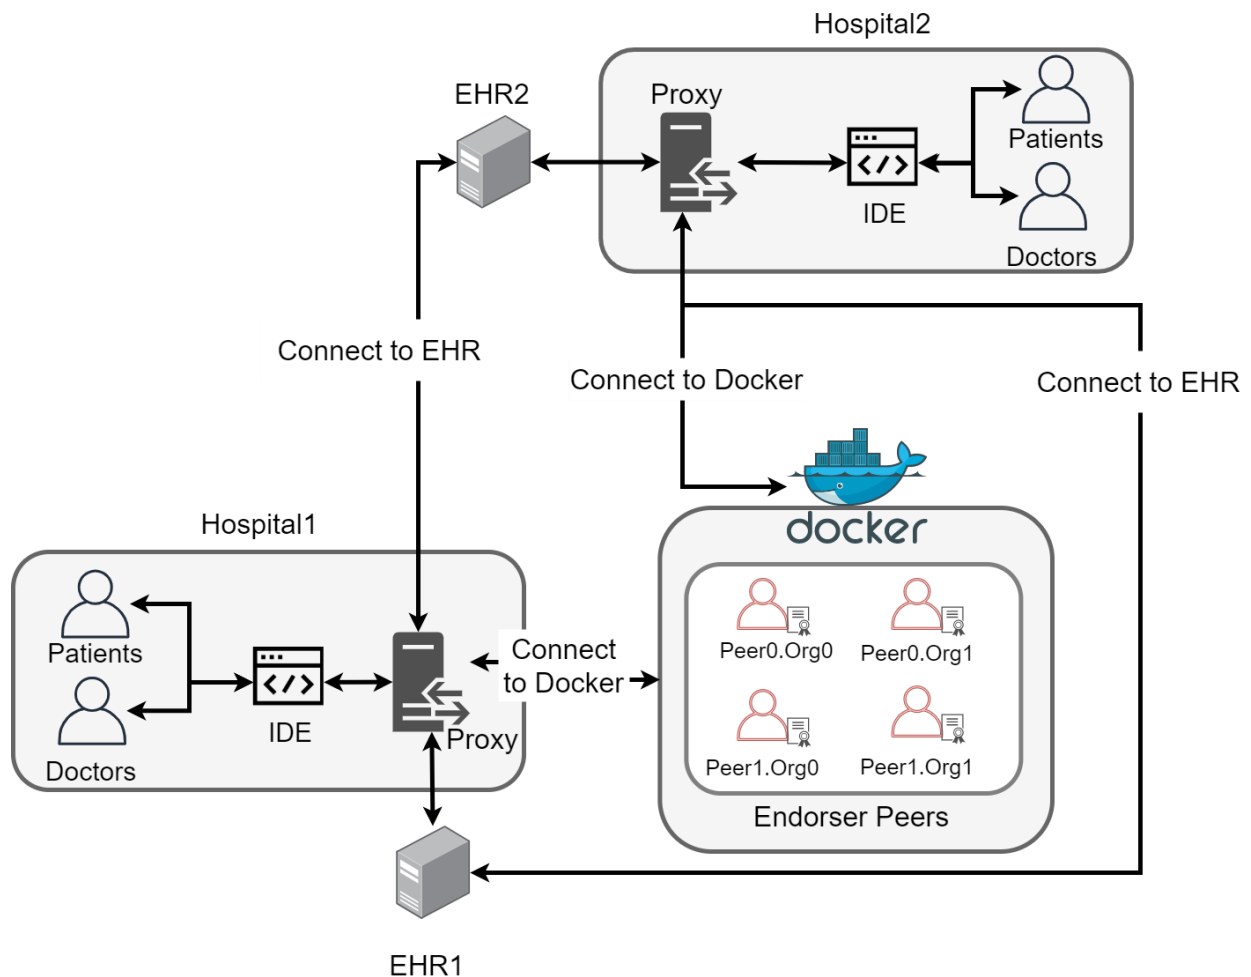 Hospital2
EHR2
Proxy
Patients
IDE
Doctors
Connect to EHR
Connect to Docker
Connect to EHR
docker
Hospital1
Patients
Doctors
IDE
Proxy
Connect
to Docker
Peer0.Org0
Peer0.Org1
Peer1.Org0
Peer1.Org1
Endorser Peers
EHR1